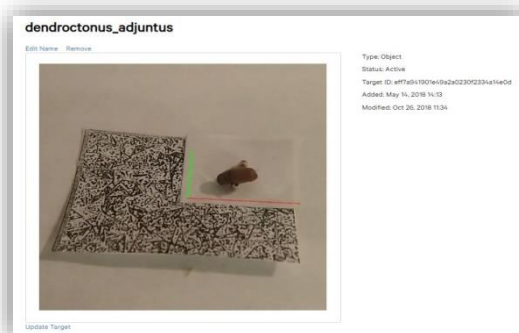 dendroctonus_adjuntus
Edit Name Remove
Type: Object
Status: Active
Target ID: eff7a941901e49a2a0230f2334a14e0d
Added: May 14, 2018 14:13
Modified: Oct 26, 2018 11:34
Update Target